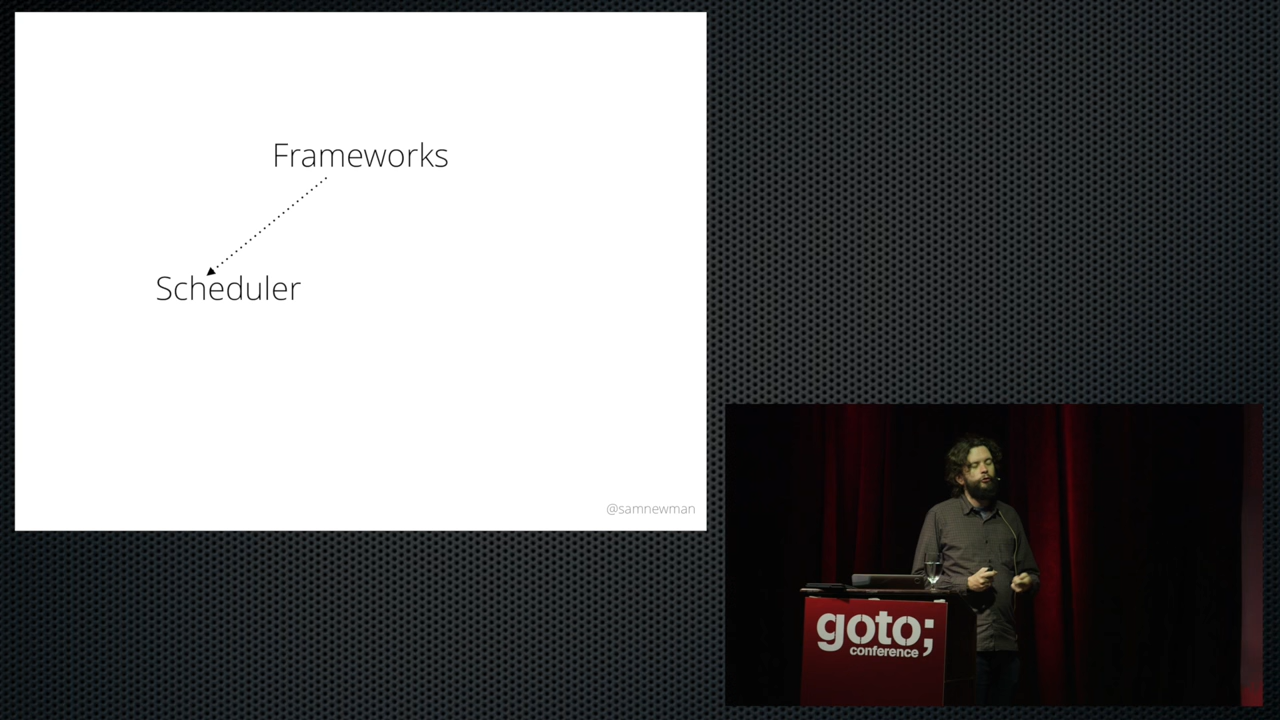 Frameworks
Scheduler
@samnewman
goto;
conference